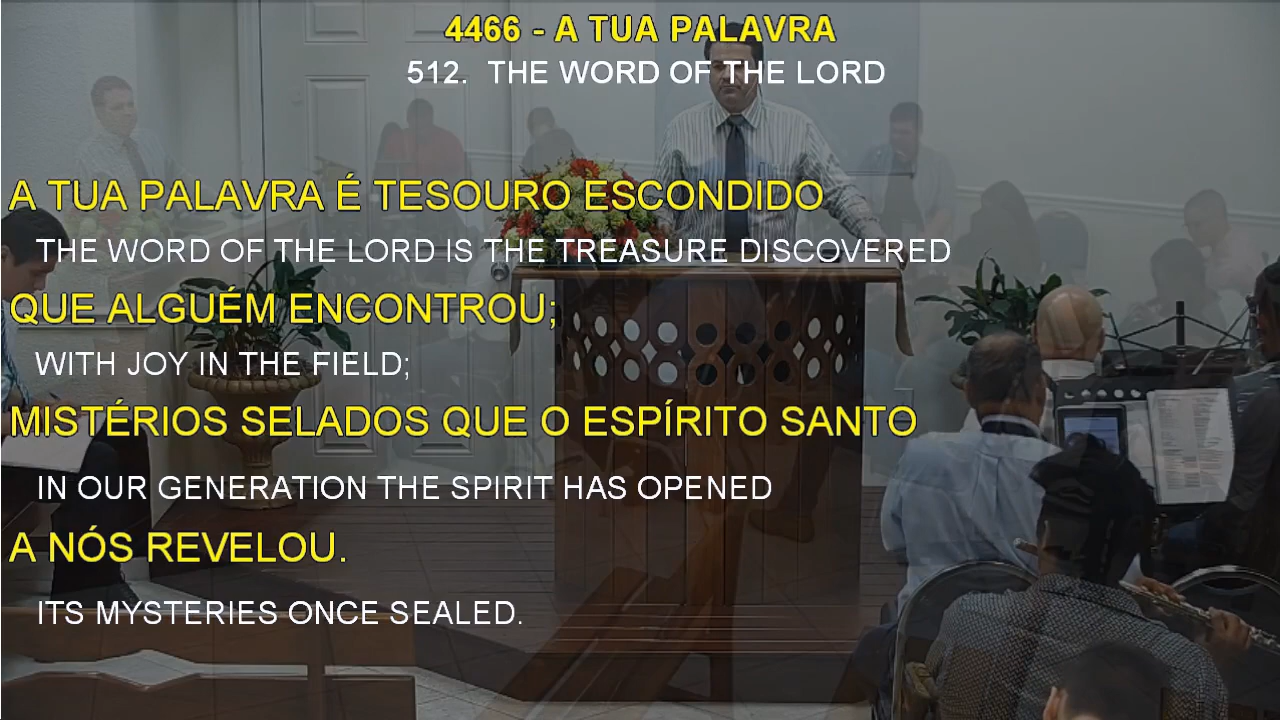 4466 - A TUA PALAVRA
512. THE WORD OF THE LORD
A TUA PALAVRA É TESOURO ESCONDIDO
THE WORD OF THE LORD IS THE TREASURE DISCOVERED
QUE ALGUÉM ENCONTROU;
WITH JOY IN THE FIELD;
MISTÉRIOS SELADOS QUE O ESPÍRITO SANTO
IN OUR GENERATION THE SPIRIT HAS OPENED
A NÓS REVELOU.
ITS MYSTERIES ONCE SEALED.